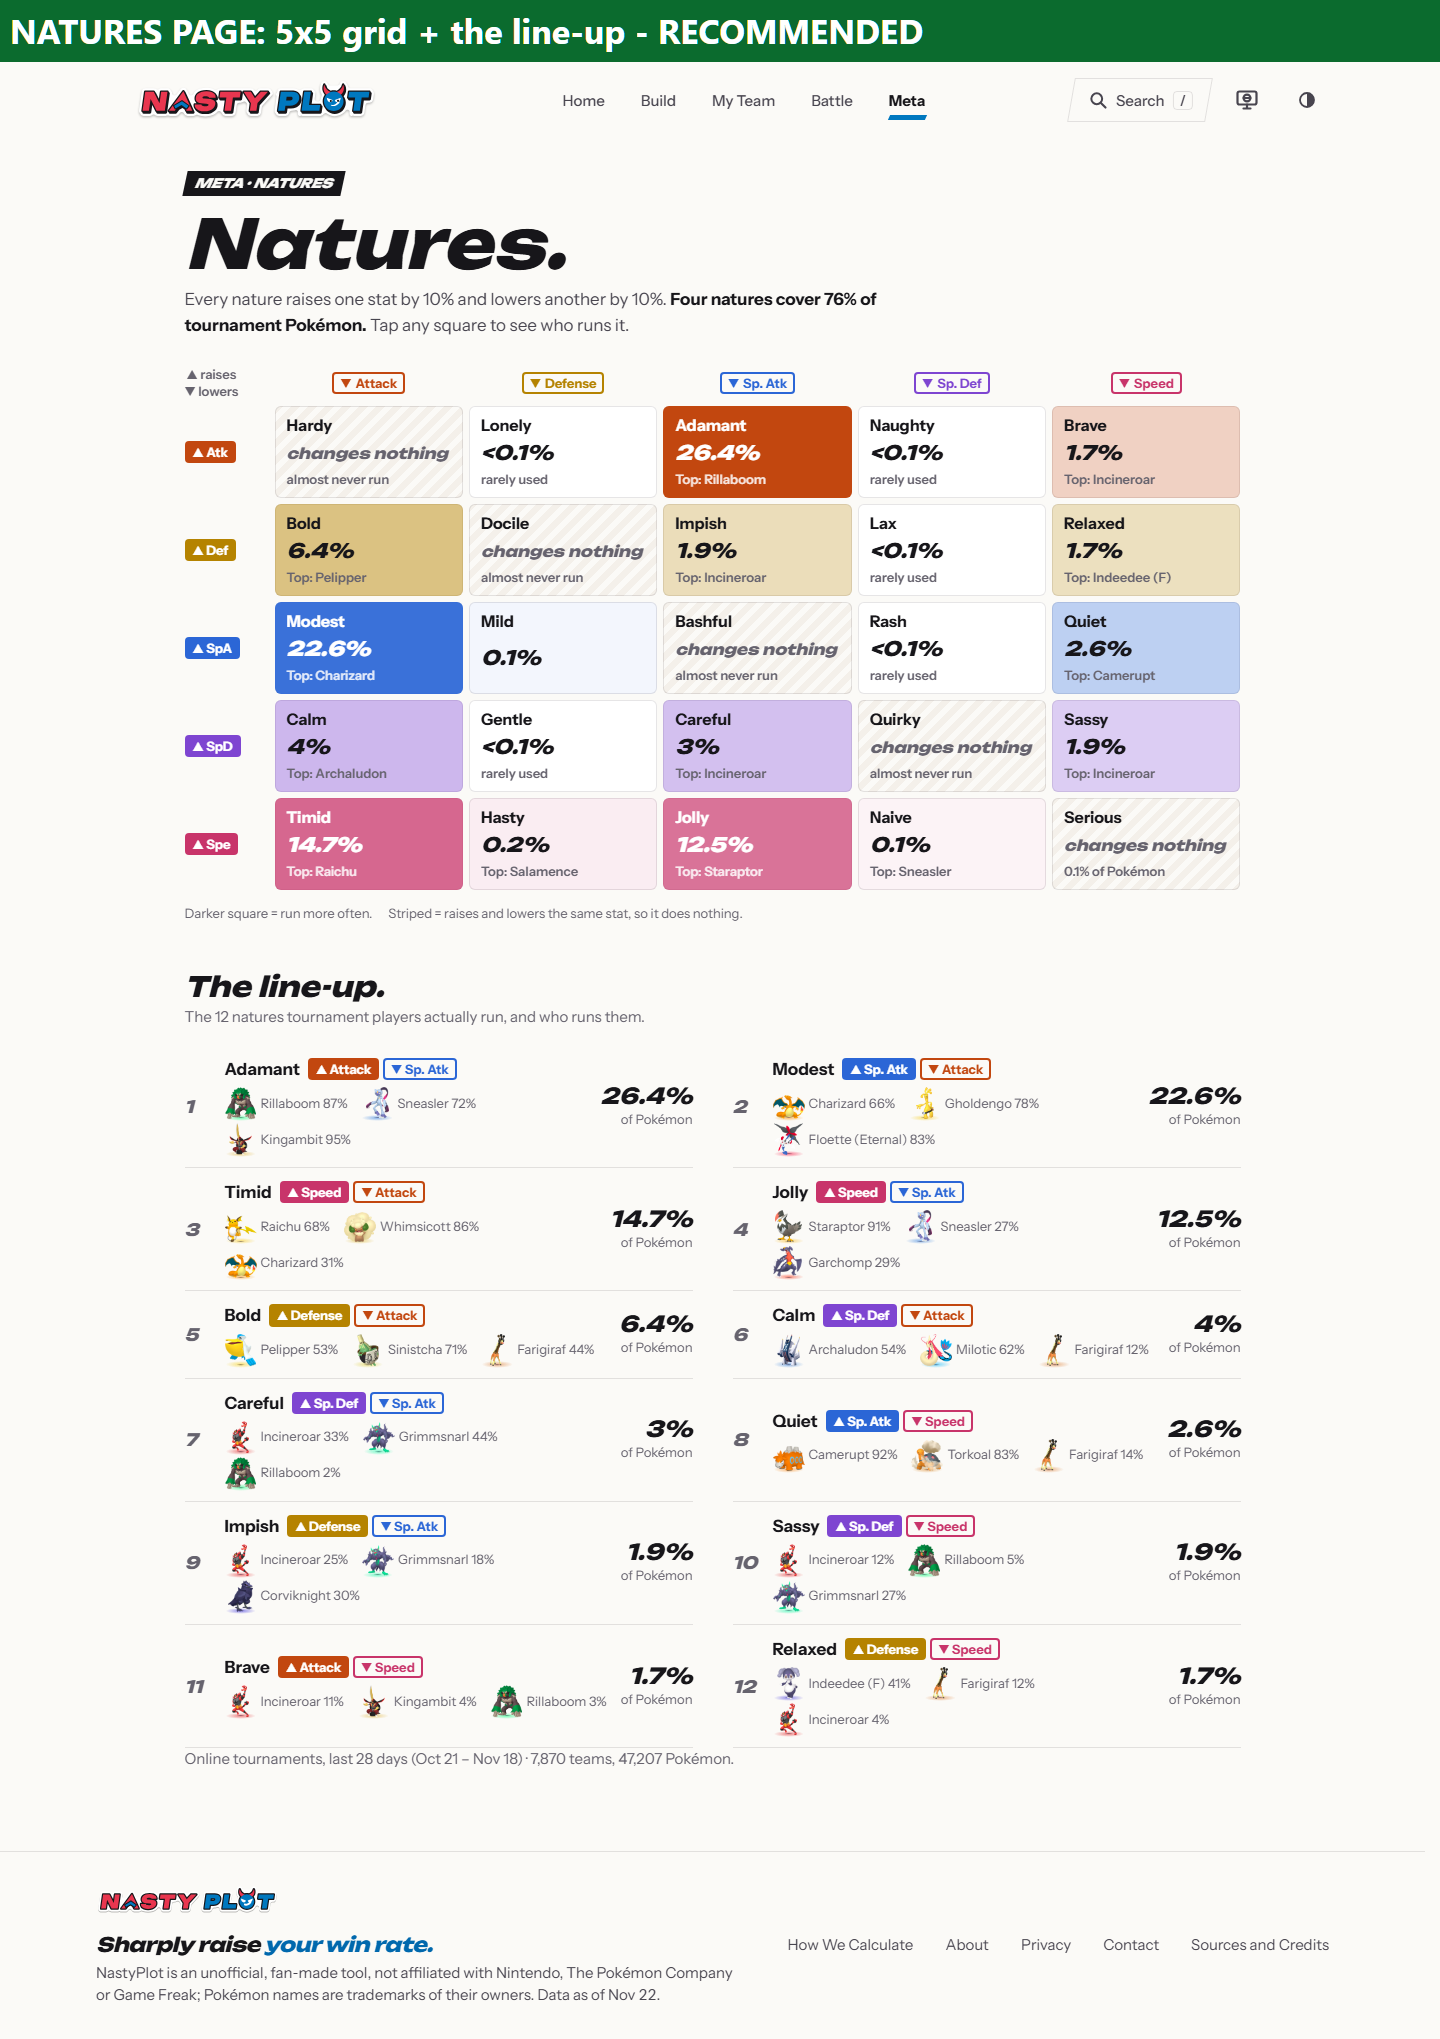 NATURES PAGE: 5x5 grid + the line-up - RECOMMENDED
NASTY PLOT
Home Build My Team Battle Meta
Search /
META · NATURES
Natures.
Every nature raises one stat by 10% and lowers another by 10%. Four natures cover 76% of
tournament Pokémon. Tap any square to see who runs it.
▲ raises
▼ lowers
▼ Attack ▼ Defense ▼ Sp. Atk ▼ Sp. Def ▼ Speed
▲ Atk
Hardy
changes nothing
almost never run
Lonely
<0.1%
rarely used
Adamant
26.4%
Top: Rillaboom
Naughty
<0.1%
rarely used
Brave
1.7%
Top: Incineroar
▲ Def
Bold
6.4%
Top: Pelipper
Docile
changes nothing
almost never run
Impish
1.9%
Top: Incineroar
Lax
<0.1%
rarely used
Relaxed
1.7%
Top: Indeedee (F)
▲ SpA
Modest
22.6%
Top: Charizard
Mild
0.1%
Bashful
changes nothing
almost never run
Rash
<0.1%
rarely used
Quiet
2.6%
Top: Camerupt
▲ SpD
Calm
4%
Top: Archaludon
Gentle
<0.1%
rarely used
Careful
3%
Top: Incineroar
Quirky
changes nothing
almost never run
Sassy
1.9%
Top: Incineroar
▲ Spe
Timid
14.7%
Top: Raichu
Hasty
0.2%
Top: Salamence
Jolly
12.5%
Top: Staraptor
Naive
0.1%
Top: Sneasler
Serious
changes nothing
0.1% of Pokémon
Darker square = run more often. Striped = raises and lowers the same stat, so it does nothing.
The line-up.
The 12 natures tournament players actually run, and who runs them.
1
Adamant ▲ Attack ▼ Sp. Atk
Rillaboom 87% Sneasler 72%
Kingambit 95%
26.4%
of Pokémon
2
Modest ▲ Sp. Atk ▼ Attack
Charizard 66% Gholdengo 78%
Floette (Eternal) 83%
22.6%
of Pokémon
3
Timid ▲ Speed ▼ Attack
Raichu 68% Whimsicott 86%
Charizard 31%
14.7%
of Pokémon
4
Jolly ▲ Speed ▼ Sp. Atk
Staraptor 91% Sneasler 27%
Garchomp 29%
12.5%
of Pokémon
5
Bold ▲ Defense ▼ Attack
Pelipper 53% Sinistcha 71% Farigiraf 44%
6.4%
of Pokémon
6
Calm ▲ Sp. Def ▼ Attack
Archaludon 54% Milotic 62% Farigiraf 12%
4%
of Pokémon
7
Careful ▲ Sp. Def ▼ Sp. Atk
Incineroar 33% Grimmsnarl 44%
Rillaboom 2%
3%
of Pokémon
8
Quiet ▲ Sp. Atk ▼ Speed
Camerupt 92% Torkoal 83% Farigiraf 14%
2.6%
of Pokémon
9
Impish ▲ Defense ▼ Sp. Atk
Incineroar 25% Grimmsnarl 18%
Corviknight 30%
1.9%
of Pokémon
10
Sassy ▲ Sp. Def ▼ Speed
Incineroar 12% Rillaboom 5%
Grimmsnarl 27%
1.9%
of Pokémon
11
Brave ▲ Attack ▼ Speed
Incineroar 11% Kingambit 4% Rillaboom 3%
1.7%
of Pokémon
12
Relaxed ▲ Defense ▼ Speed
Indeedee (F) 41% Farigiraf 12%
Incineroar 4%
1.7%
of Pokémon
Online tournaments, last 28 days (Oct 21 – Nov 18) · 7,870 teams, 47,207 Pokémon.
NASTY PLOT
Sharply raise your win rate.
NastyPlot is an unofficial, fan-made tool, not affiliated with Nintendo, The Pokémon Company
or Game Freak; Pokémon names are trademarks of their owners. Data as of Nov 22.
How We Calculate About Privacy Contact Sources and Credits